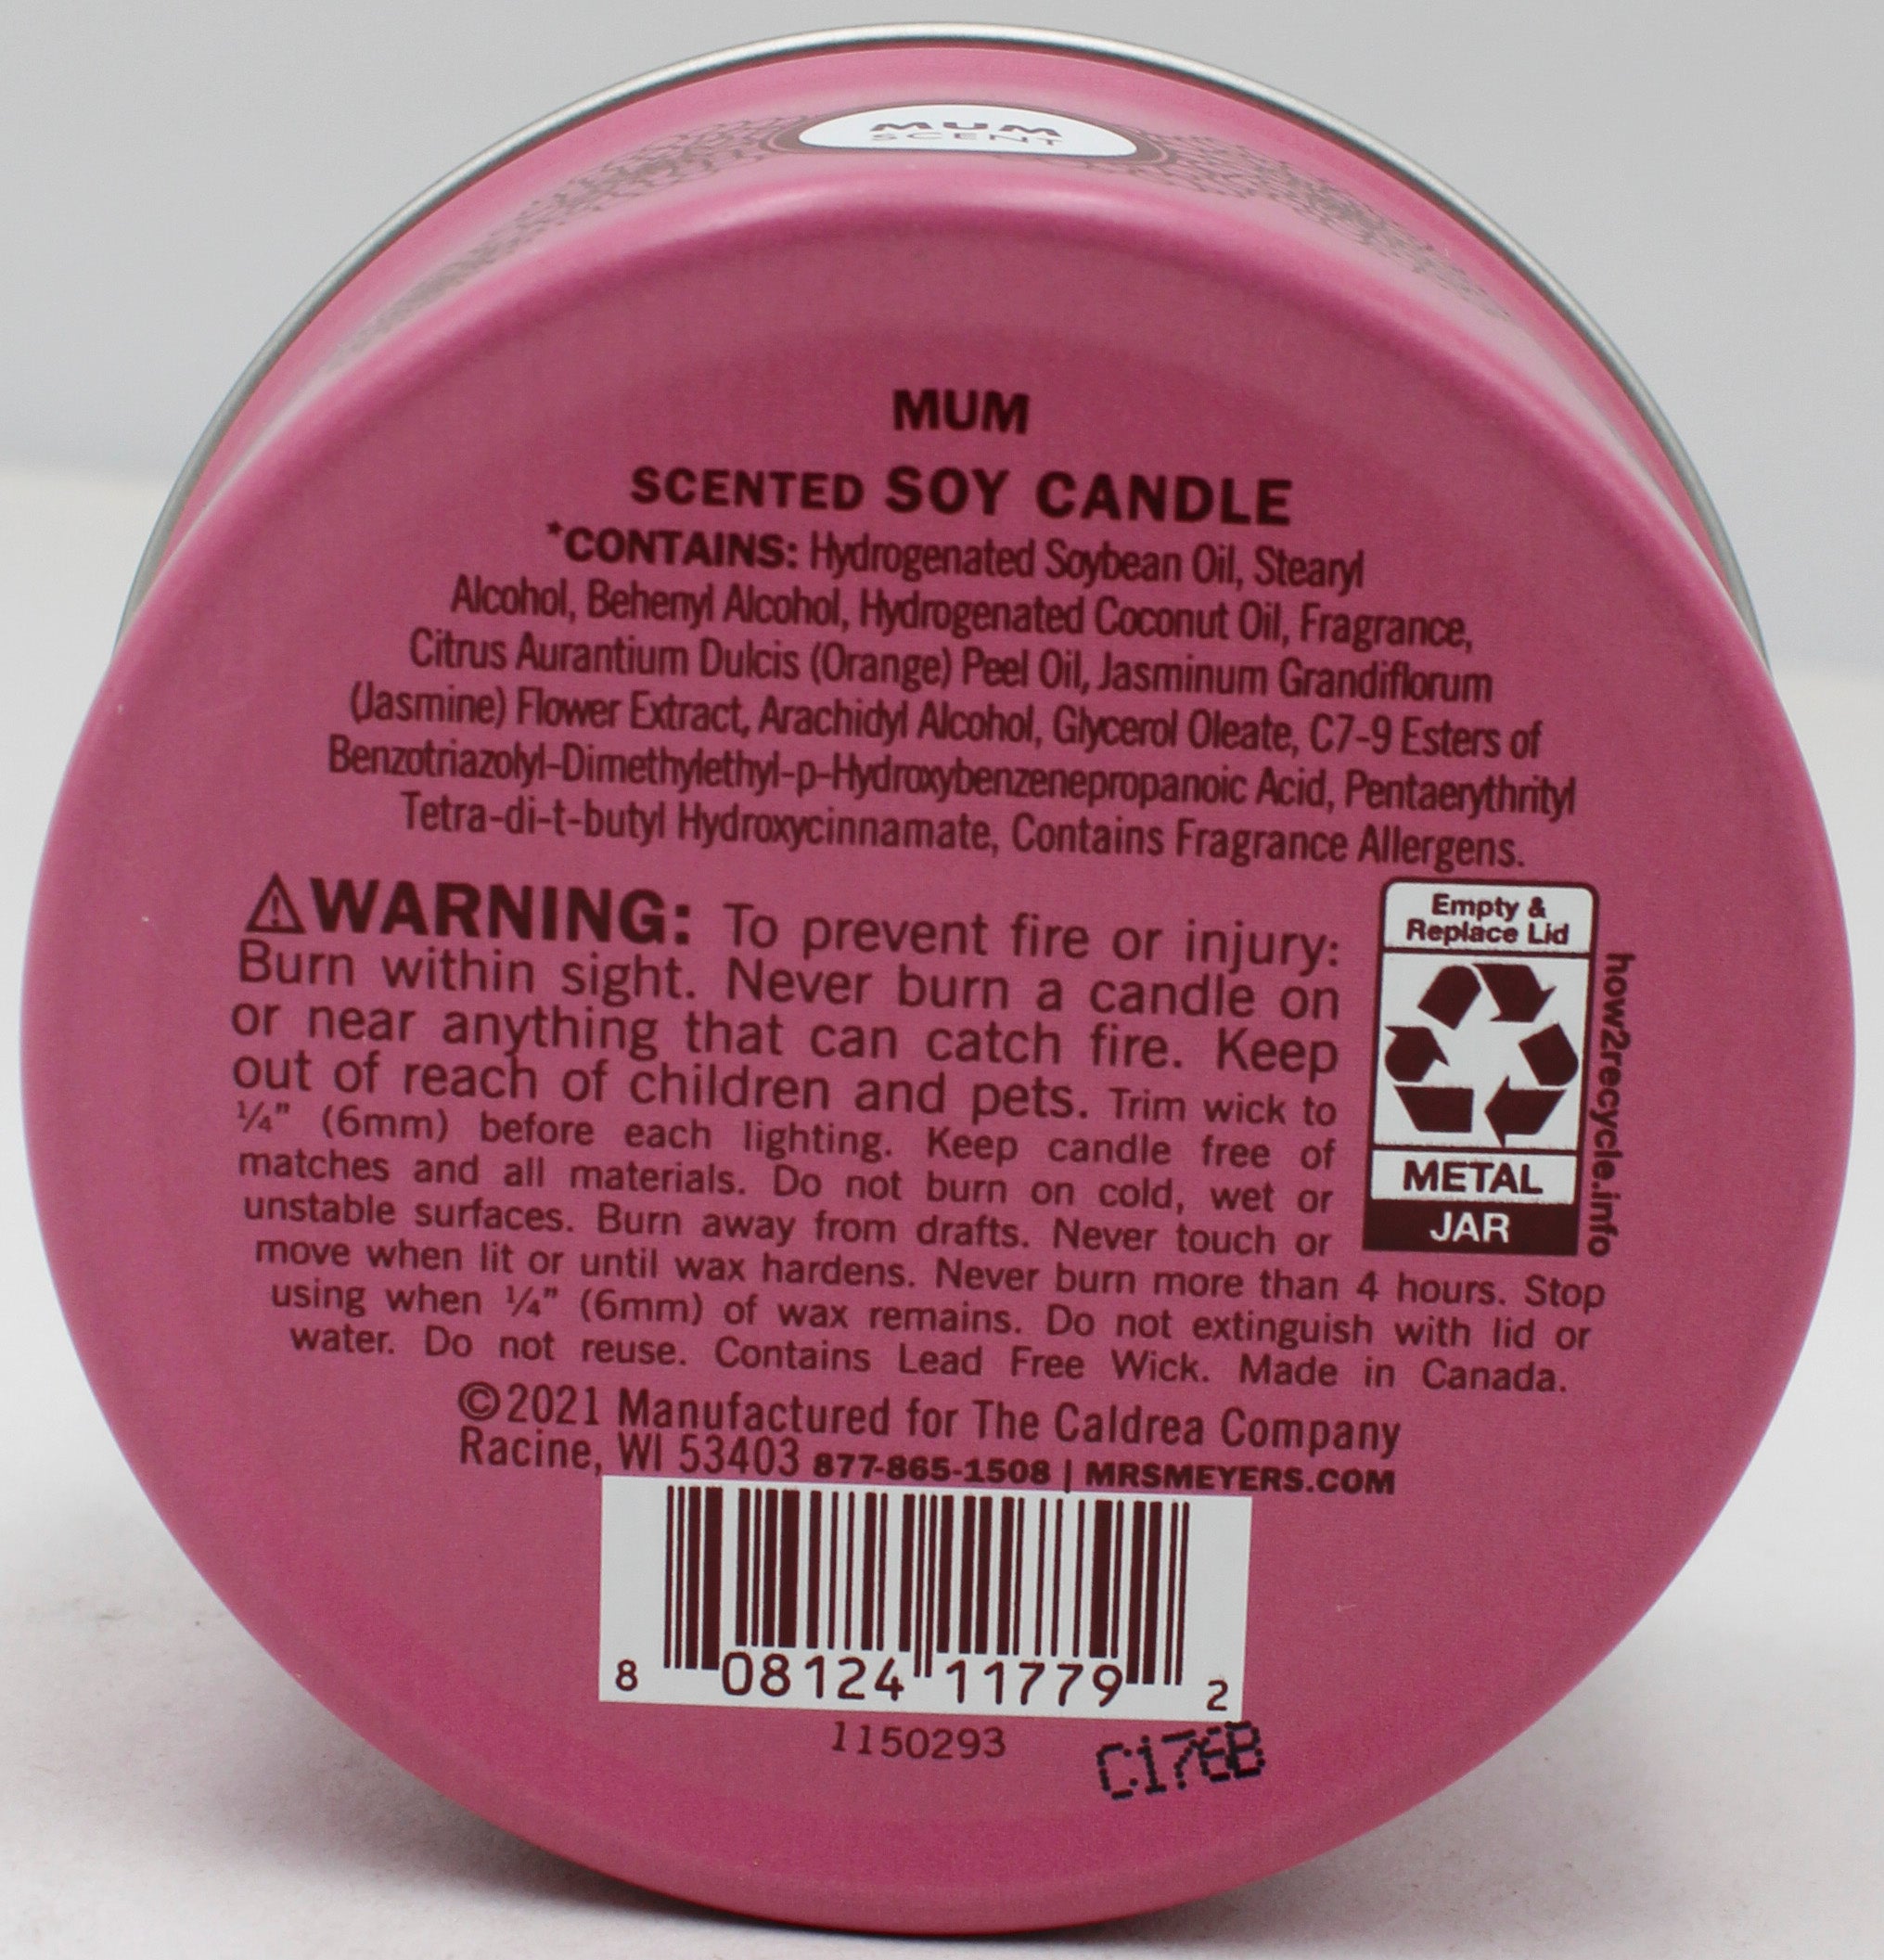 MUM
SCENT
MUM
SCENTED SOY CANDLE
*CONTAINS: Hydrogenated Soybean Oil, Stearyl
Alcohol, Behenyl Alcohol, Hydrogenated Coconut Oil, Fragrance,
Citrus Aurantium Dulcis (Orange) Peel Oil, Jasminum Grandiflorum
(Jasmine) Flower Extract, Arachidyl Alcohol, Glycerol Oleate, C7-9 Esters of
Benzotriazolyl-Dimethylethyl-p-Hydroxybenzenepropanoic Acid, Pentaerythrityl
Tetra-di-t-butyl Hydroxycinnamate, Contains Fragrance Allergens.
⚠WARNING: To prevent fire or injury:
Burn within sight. Never burn a candle on
or near anything that can catch fire. Keep
out of reach of children and pets. Trim wick to
¼” (6mm) before each lighting. Keep candle free of
matches and all materials. Do not burn on cold, wet or
unstable surfaces. Burn away from drafts. Never touch or
move when lit or until wax hardens. Never burn more than 4 hours. Stop
using when ¼” (6mm) of wax remains. Do not extinguish with lid or
water. Do not reuse. Contains Lead Free Wick. Made in Canada.
Empty &
Replace Lid
METAL
JAR
how2recycle.info
©2021 Manufactured for The Caldrea Company
Racine, WI 53403 877-865-1508 | MRSMEYERS.COM
8 08124 11779 2
1150293
C176B